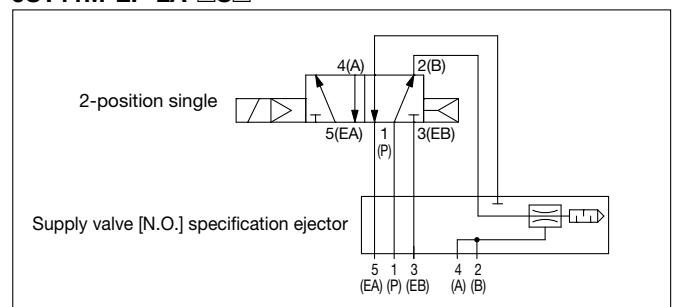 4(A) 2(B)
2-position single
5(EA) 1 3(EB)
(P)
Supply valve [N.O.] specification ejector
5 1 3 4 2
(EA) (P) (EB) (A) (B)